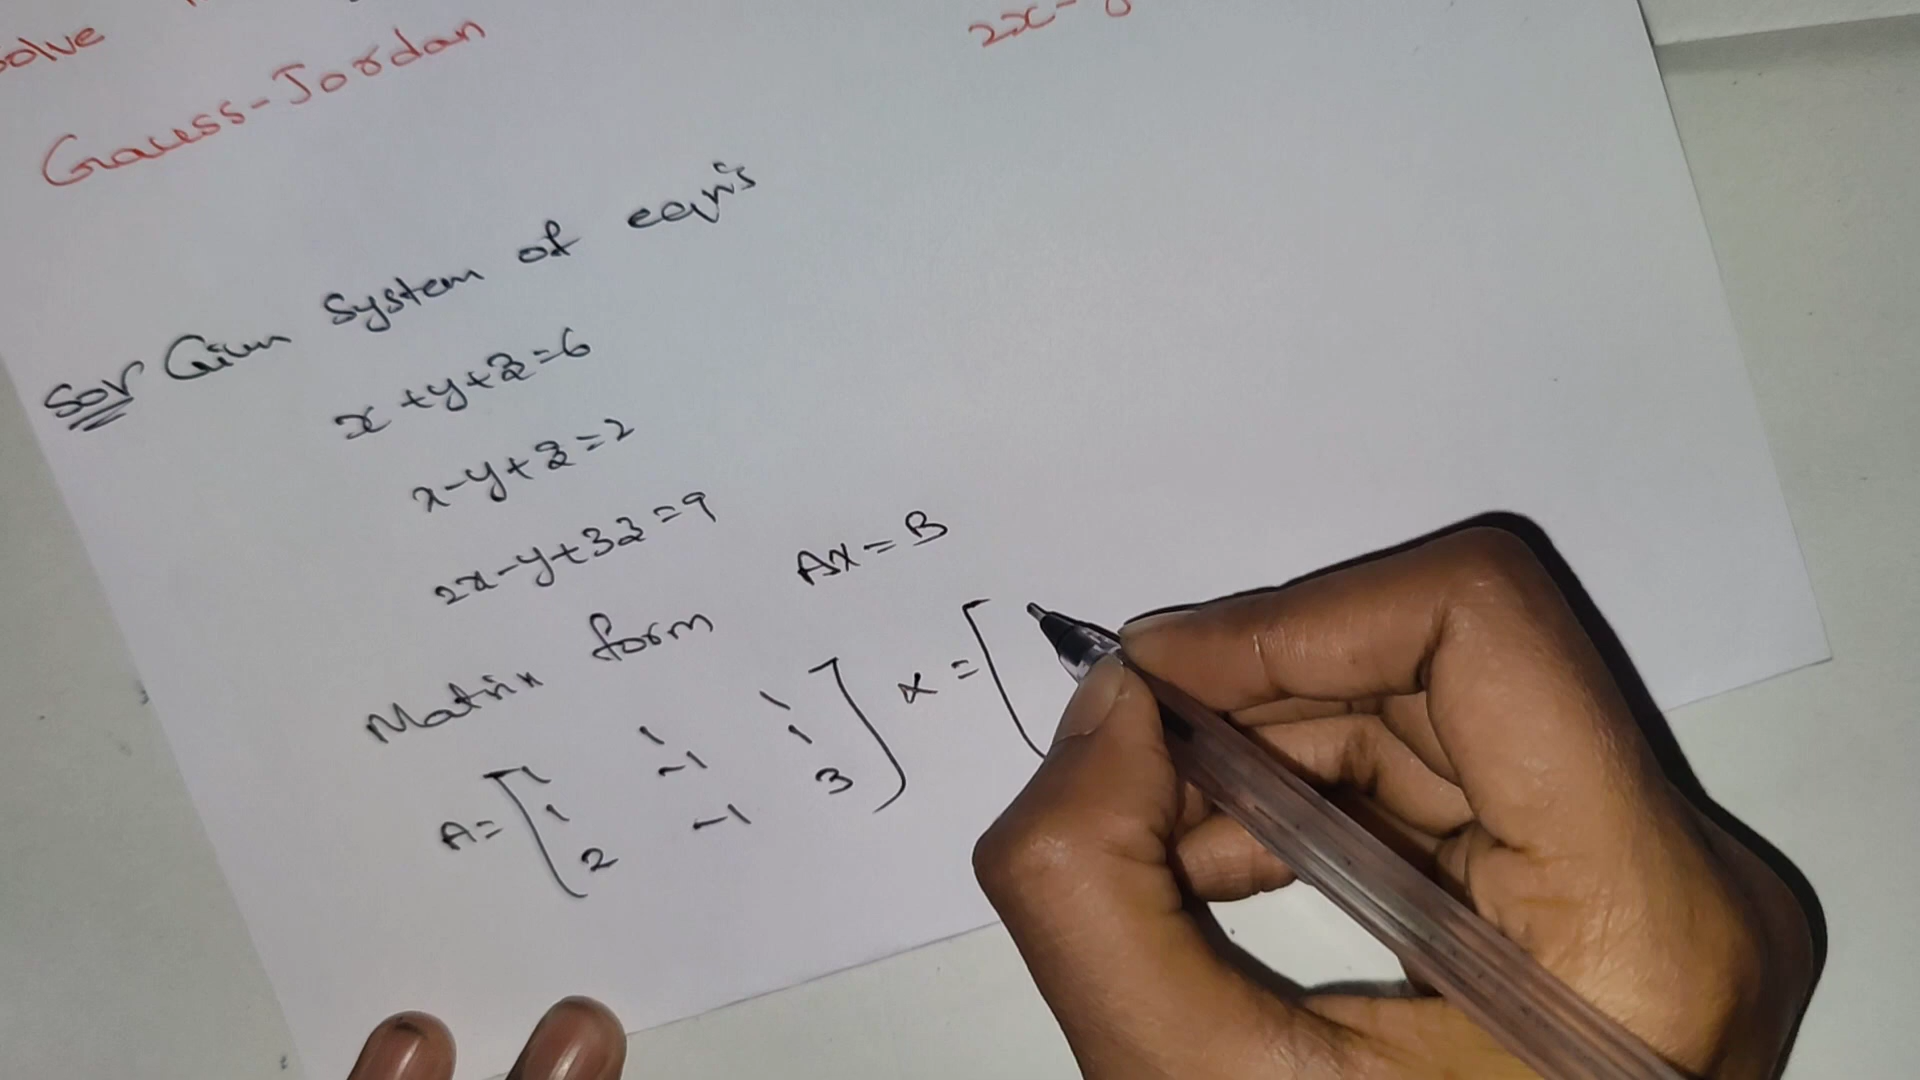 solve
Gauss-Jordan
2x-y
Sol Given System of eqn's
x+y+z=6
x-y+z=2
2x-y+3z=9
Matrix form AX=B
A=[1 1 1
1 -1 1
2 -1 3] X=[